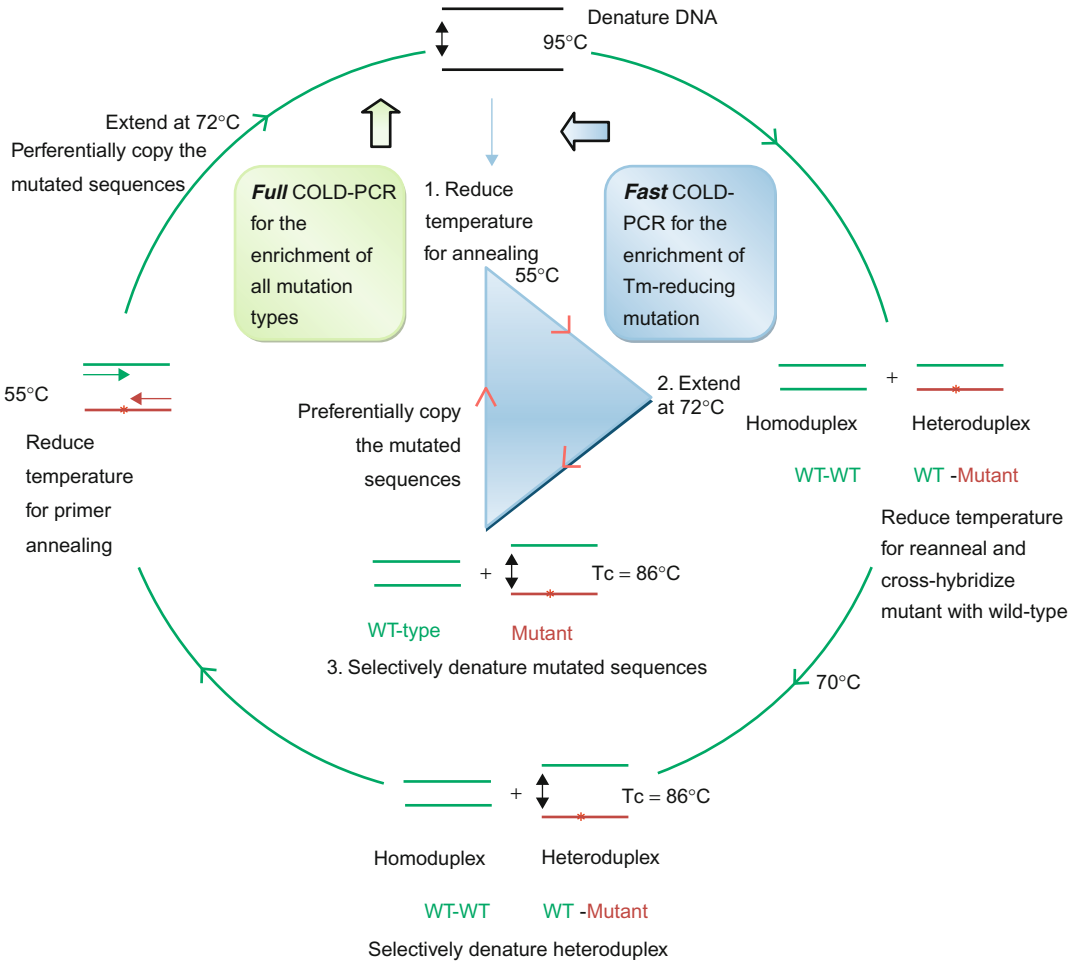 Denature DNA
95°C
Extend at 72°C
Perferentially copy the
mutated sequences
Full COLD-PCR
for the
enrichment of
all mutation
types
1. Reduce
temperature
for annealing
55°C
Fast COLD-
PCR for the
enrichment of
Tm-reducing
mutation
55°C
Reduce
temperature
for primer
annealing
Preferentially copy
the mutated
sequences
2. Extend
at 72°C
+
Homoduplex
Heteroduplex
WT-WT
WT -Mutant
Reduce temperature
for reanneal and
cross-hybridize
mutant with wild-type
+
Tc = 86°C
WT-type
Mutant
3. Selectively denature mutated sequences
70°C
+
Tc = 86°C
Homoduplex
Heteroduplex
WT-WT
WT -Mutant
Selectively denature heteroduplex